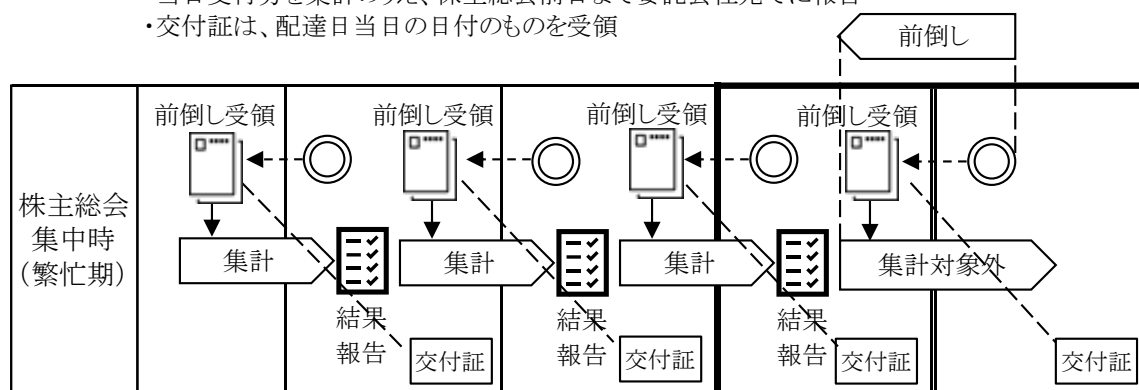 ・交付証は、配達日当日の日付のものを受領
前倒し
前倒し受領
前倒し受領
前倒し受領
前倒し受領
株主総会
集中時
（繁忙期）
集計
集計
集計
集計対象外
結果
報告
結果
報告
結果
報告
交付証
交付証
交付証
交付証